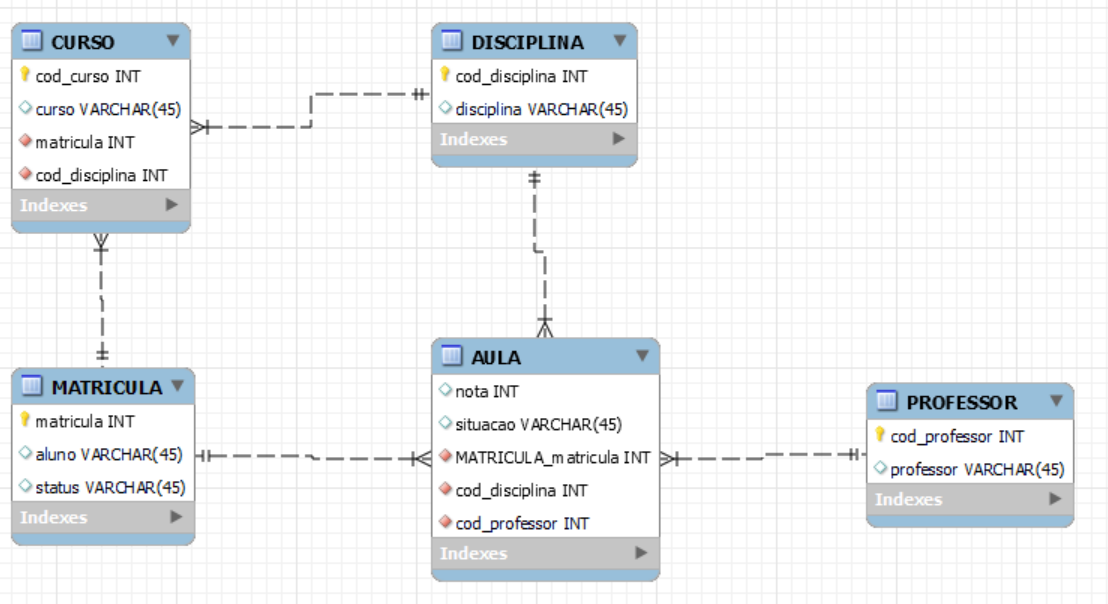 CURSO
cod_curso INT
curso VARCHAR(45)
matricula INT
cod_disciplina INT
Indexes
DISCIPLINA
cod_disciplina INT
disciplina VARCHAR(45)
Indexes
MATRICULA
matricula INT
aluno VARCHAR(45)
status VARCHAR(45)
Indexes
AULA
nota INT
situacao VARCHAR(45)
MATRICULA_matricula INT
cod_disciplina INT
cod_professor INT
Indexes
PROFESSOR
cod_professor INT
professor VARCHAR(45)
Indexes